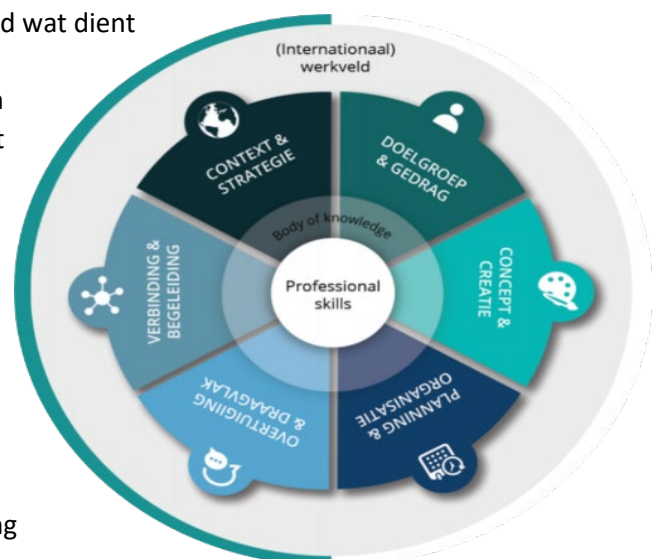 d wat dient
t
ng
(Internationaal)
werkveld
CONTEXT &
STRATEGIE
DOELGROEP
& GEDRAG
CONCEPT &
CREATIE
PLANNING &
ORGANISATIE
OVERTUIGIING
& DRAAGVLAK
VERBINDING &
BEGELEIDING
Body of knowledge
Professional
skills